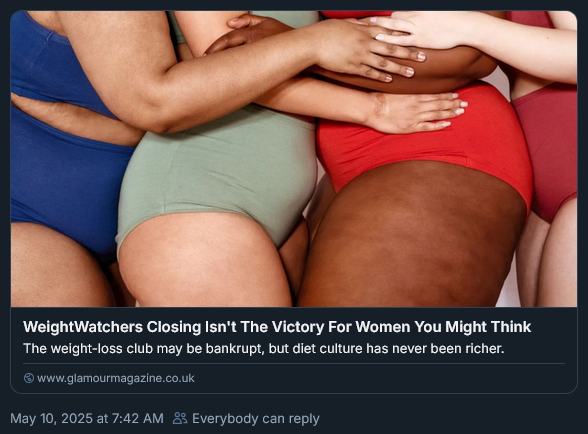 WeightWatchers Closing Isn't The Victory For Women You Might Think
The weight-loss club may be bankrupt, but diet culture has never been richer.
www.glamourmagazine.co.uk
May 10, 2025 at 7:42 AM Everybody can reply